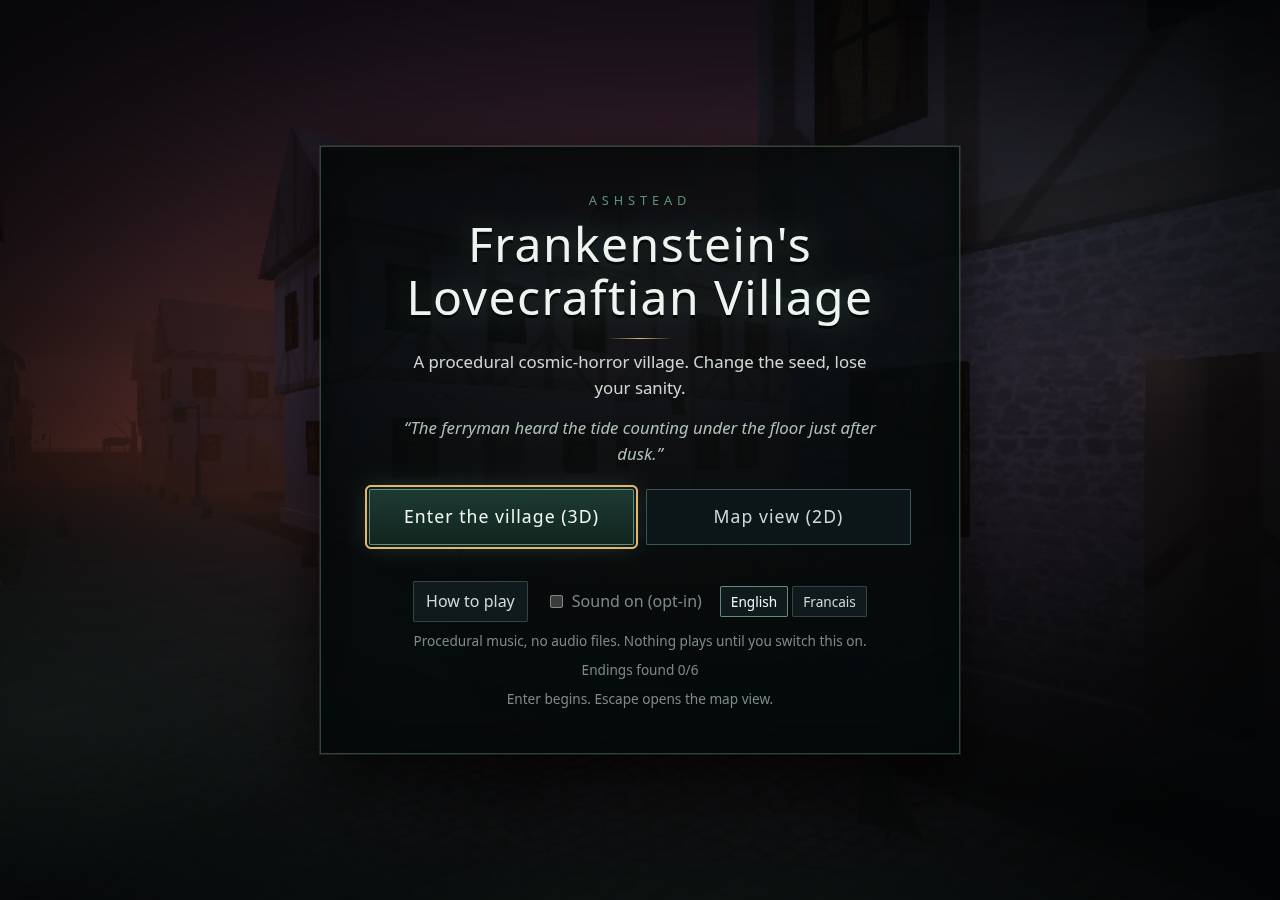 ASHSTEAD
Frankenstein's
Lovecraftian Village
A procedural cosmic-horror village. Change the seed, lose
your sanity.
“The ferryman heard the tide counting under the floor just after
dusk.”
Enter the village (3D)
Map view (2D)
How to play
Sound on (opt-in)
English
Francais
Procedural music, no audio files. Nothing plays until you switch this on.
Endings found 0/6
Enter begins. Escape opens the map view.